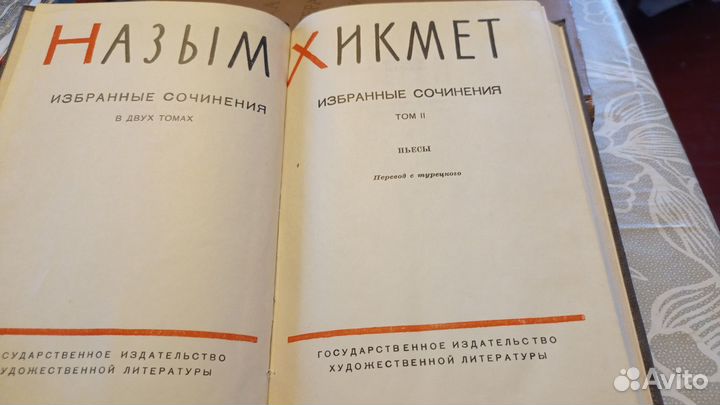 НАЗЫМ
ИЗБРАННЫЕ СОЧИНЕНИЯ
В ДВУХ ТОМАХ
СУДАРСТВЕННОЕ ИЗДАТЕЛЬСТВО
УДОЖЕСТВЕННОЙ ЛИТЕРАТУРЫ
ХИКМЕТ
ИЗБРАННЫЕ СОЧИНЕНИЯ
ТОМ II
ПЬЕСЫ
Перевод с турецкого
ГОСУДАРСТВЕННОЕ ИЗДАТЕЛЬСТВО
ХУДОЖЕСТВЕННОЙ ЛИТЕРАТУРЫ
Avito